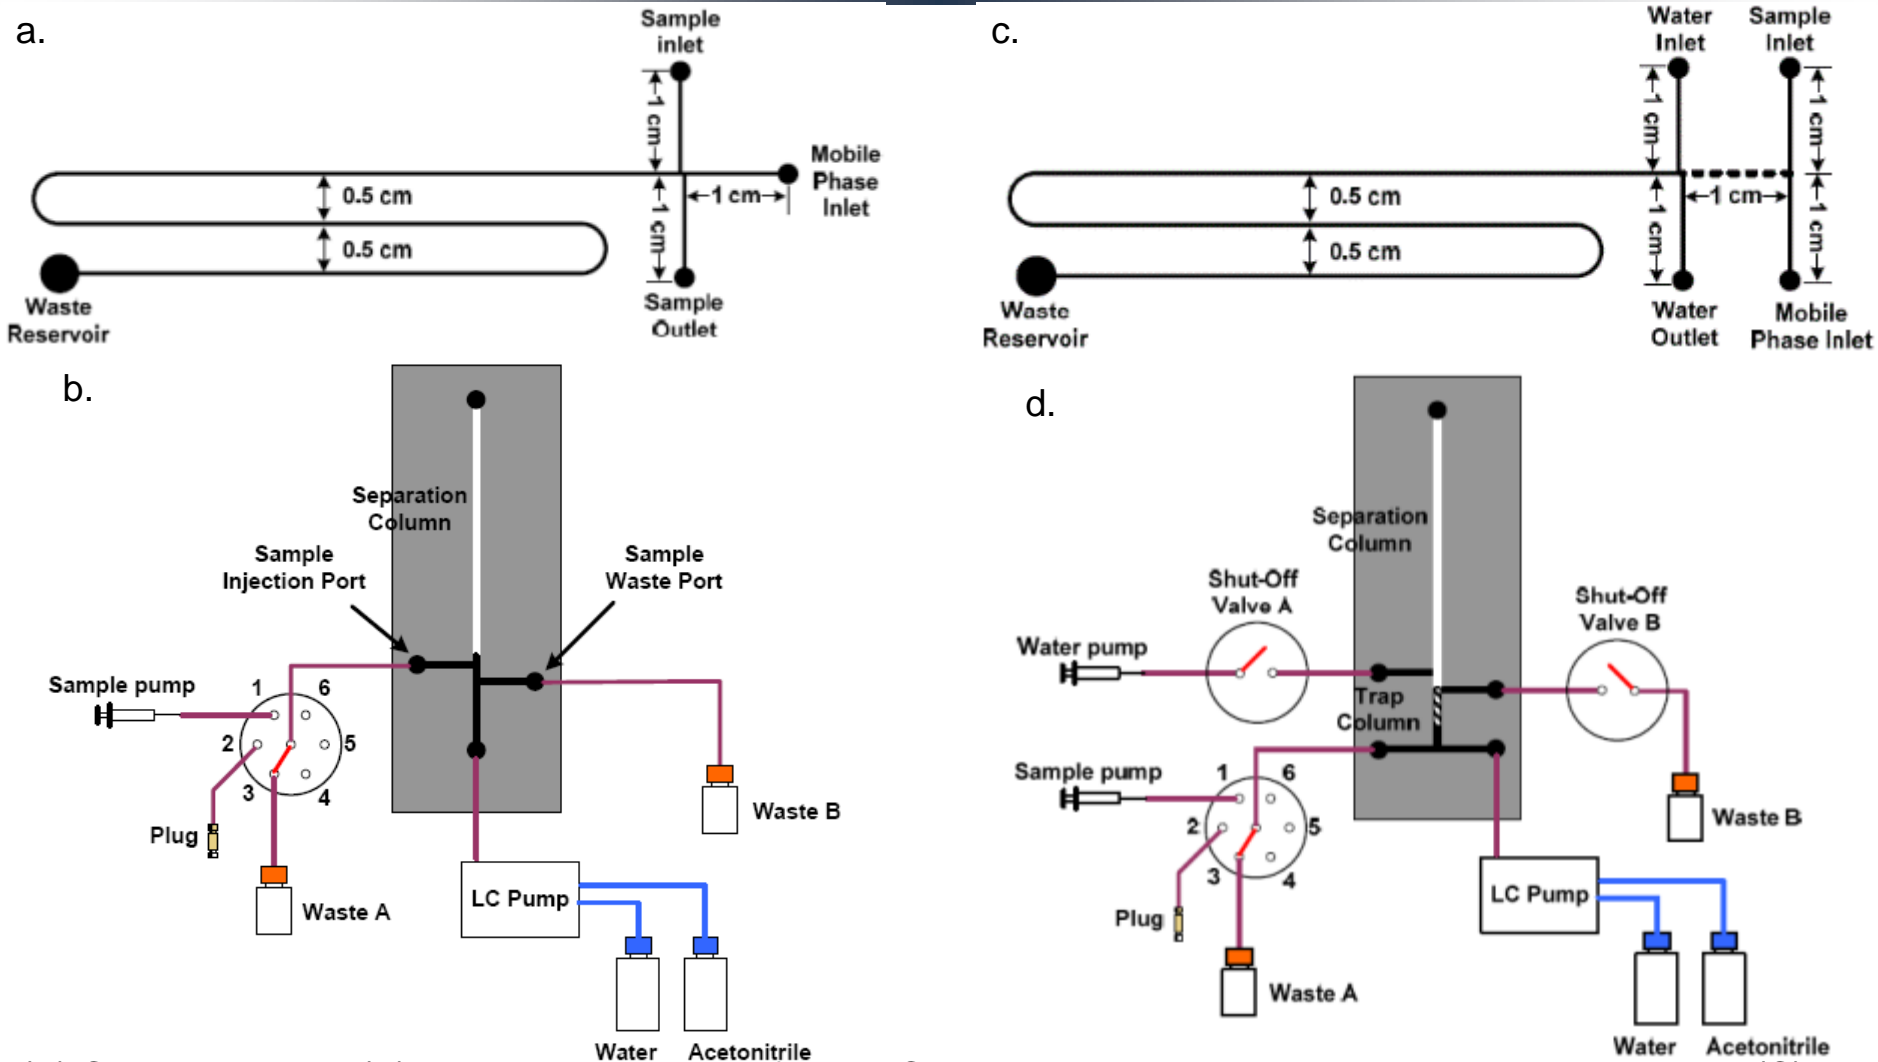 a.
Sample
inlet
1 cm
Mobile
Phase
Inlet
0.5 cm
1 cm
1 cm
0.5 cm
Waste
Reservoir
Sample
Outlet
c.
Water
Inlet
Sample
Inlet
1 cm
1 cm
0.5 cm
1 cm
1 cm
1 cm
0.5 cm
Waste
Reservoir
Water
Outlet
Mobile
Phase Inlet
b.
Separation
Column
Sample
Injection Port
Sample
Waste Port
Sample pump
1
6
2
5
3
4
Plug
Waste A
Waste B
LC Pump
Water
Acetonitrile
d.
Separation
Column
Shut-Off
Valve A
Shut-Off
Valve B
Water pump
Trap
Column
Sample pump
1
6
2
5
3
4
Plug
Waste A
Waste B
LC Pump
Water
Acetonitrile